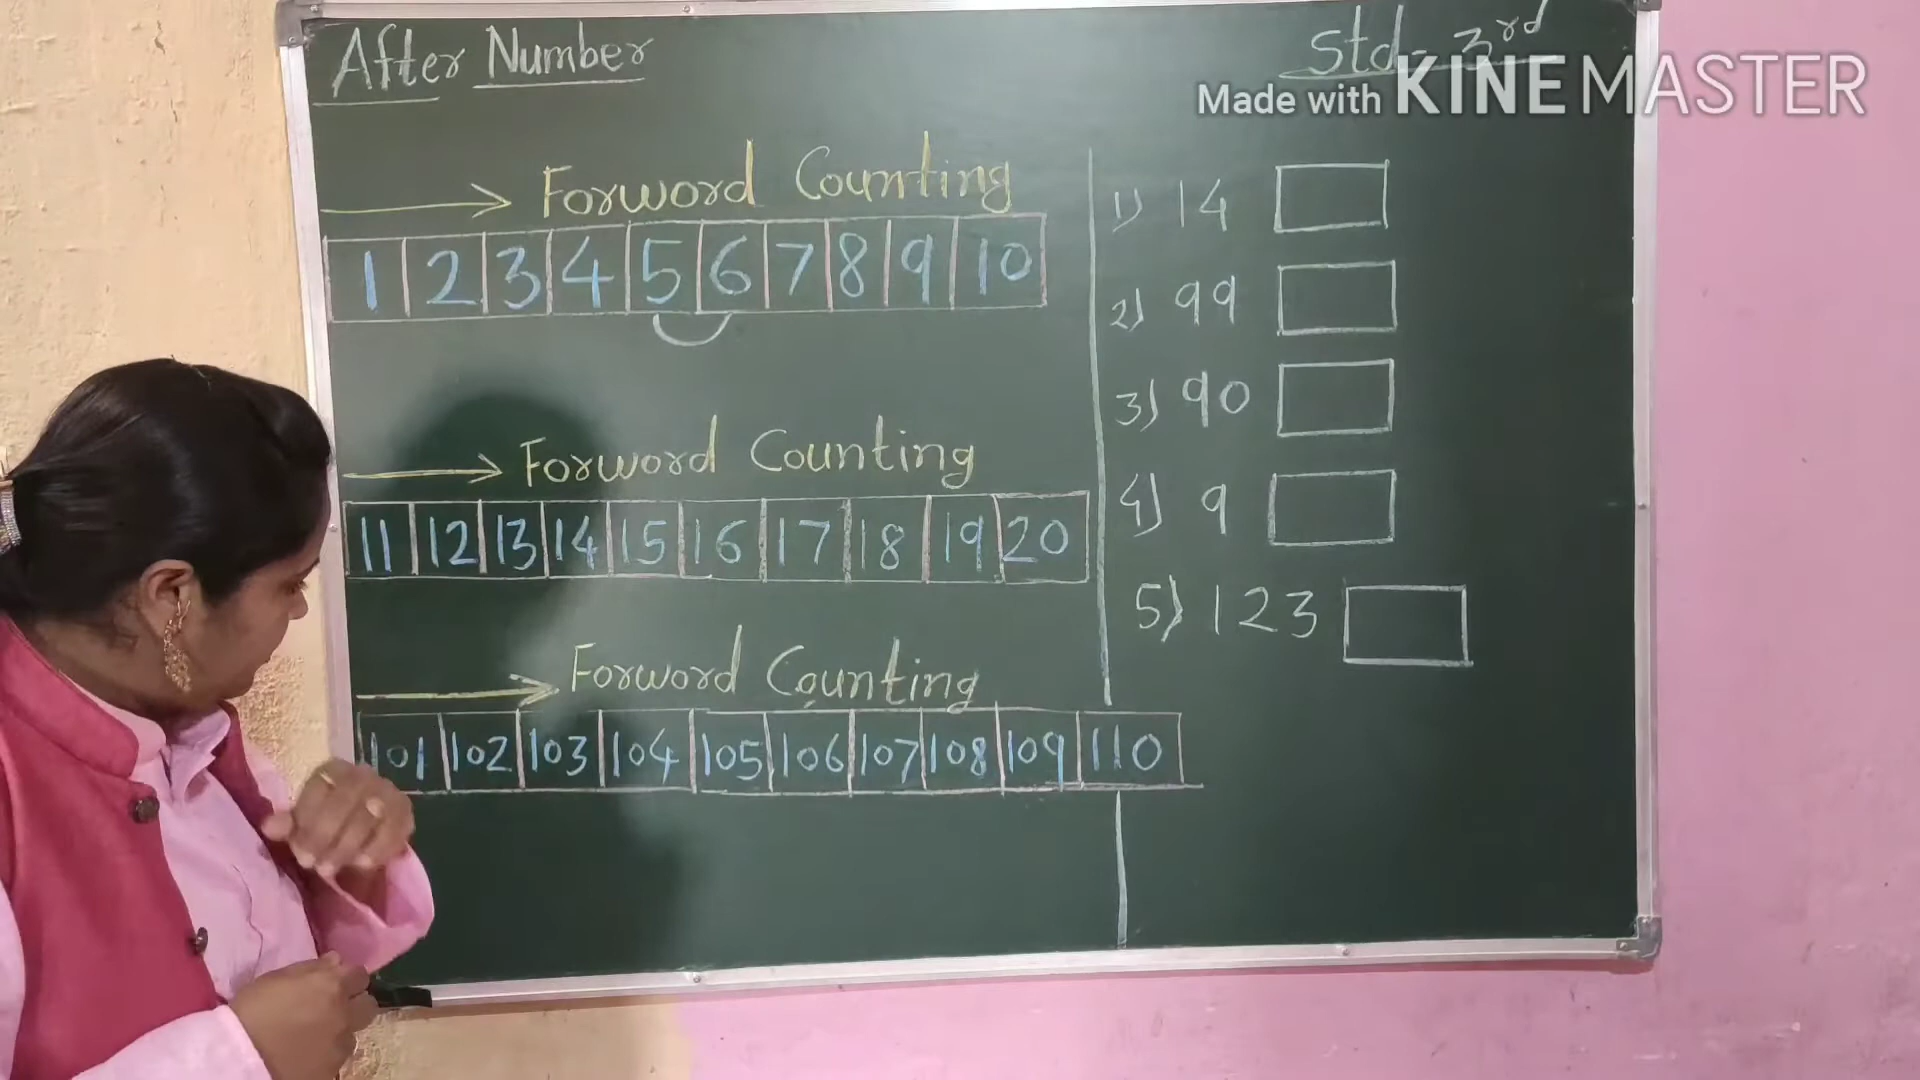 After Number
Std- 3rd
Made with KINEMASTER
Forword Counting
1 2 3 4 5 6 7 8 9 10
Forword Counting
11 12 13 14 15 16 17 18 19 20
Forword Counting
101 102 103 104 105 106 107 108 109 110
1) 14
2) 99
3) 90
4) 9
5) 123